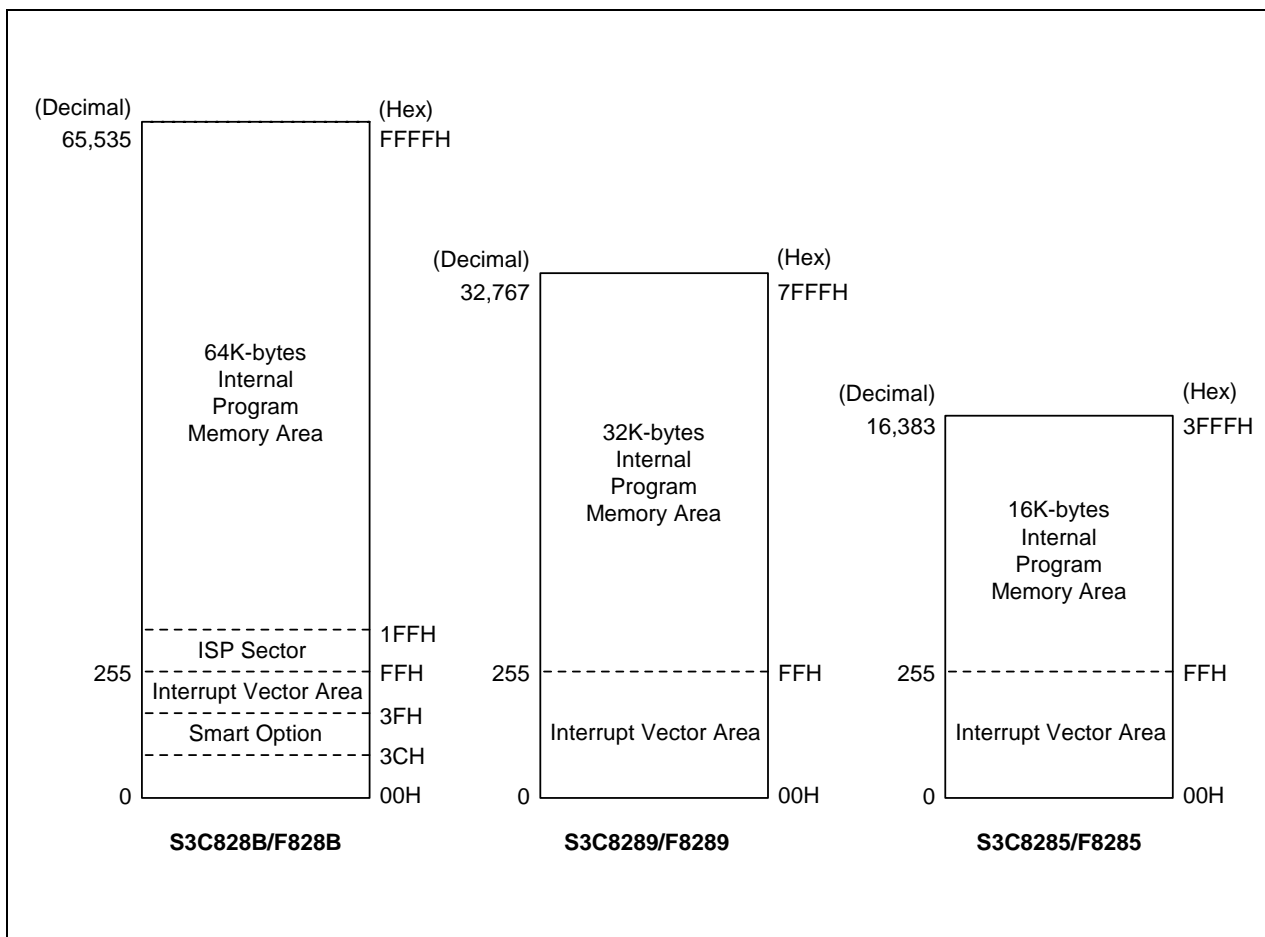 (Decimal)
65,535
(Hex)
FFFFH
64K-bytes
Internal
Program
Memory Area
1FFH
ISP Sector
255
FFH
Interrupt Vector Area
3FH
Smart Option
3CH
0
00H
S3C828B/F828B
(Decimal)
32,767
(Hex)
7FFFH
32K-bytes
Internal
Program
Memory Area
255
FFH
Interrupt Vector Area
0
00H
S3C8289/F8289
(Decimal)
16,383
(Hex)
3FFFH
16K-bytes
Internal
Program
Memory Area
255
FFH
Interrupt Vector Area
0
00H
S3C8285/F8285